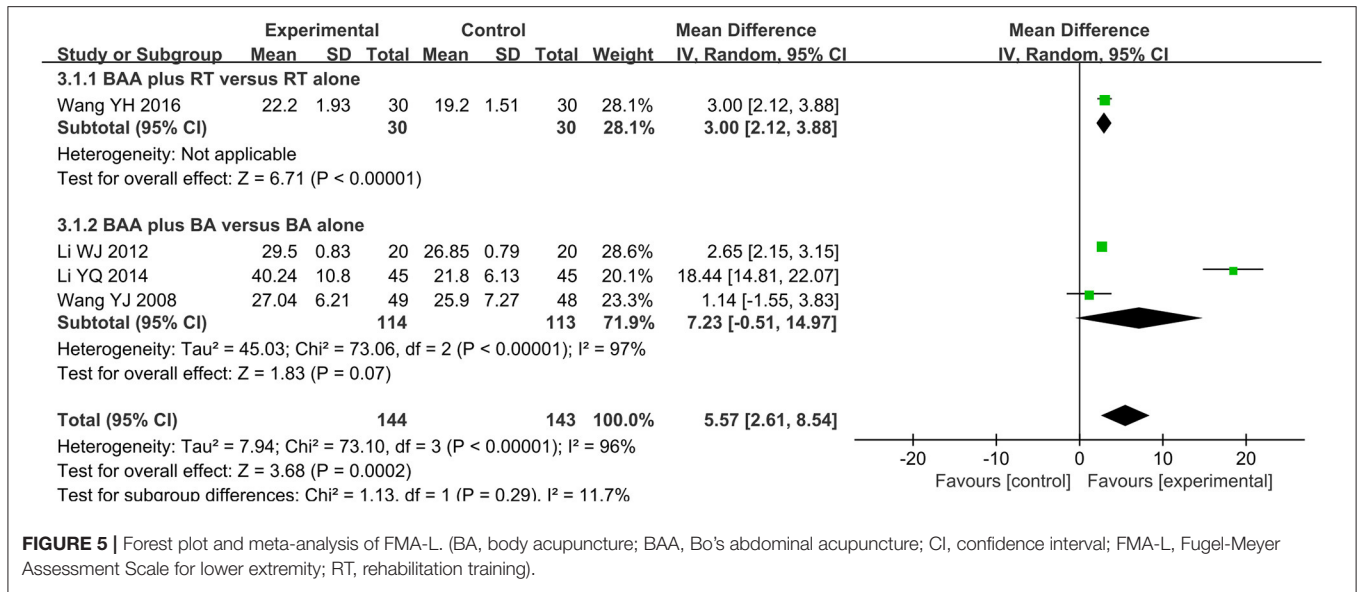 Experimental Control Mean Difference Mean Difference
Study or Subgroup Mean SD Total Mean SD Total Weight IV, Random, 95% CI IV, Random, 95% CI
3.1.1 BAA plus RT versus RT alone
Wang YH 2016 22.2 1.93 30 19.2 1.51 30 28.1% 3.00 [2.12, 3.88]
Subtotal (95% CI) 30 30 28.1% 3.00 [2.12, 3.88]
Heterogeneity: Not applicable
Test for overall effect: Z = 6.71 (P < 0.00001)
3.1.2 BAA plus BA versus BA alone
Li WJ 2012 29.5 0.83 20 26.85 0.79 20 28.6% 2.65 [2.15, 3.15]
Li YQ 2014 40.24 10.8 45 21.8 6.13 45 20.1% 18.44 [14.81, 22.07]
Wang YJ 2008 27.04 6.21 49 25.9 7.27 48 23.3% 1.14 [-1.55, 3.83]
Subtotal (95% CI) 114 113 71.9% 7.23 [-0.51, 14.97]
Heterogeneity: Tau² = 45.03; Chi² = 73.06, df = 2 (P < 0.00001); I² = 97%
Test for overall effect: Z = 1.83 (P = 0.07)
Total (95% CI) 144 143 100.0% 5.57 [2.61, 8.54]
Heterogeneity: Tau² = 7.94; Chi² = 73.10, df = 3 (P < 0.00001); I² = 96%
Test for overall effect: Z = 3.68 (P = 0.0002)
Test for subgroup differences: Chi² = 1.13. df = 1 (P = 0.29). I² = 11.7%
-20 -10 0 10 20
Favours [control] Favours [experimental]
FIGURE 5 | Forest plot and meta-analysis of FMA-L. (BA, body acupuncture; BAA, Bo's abdominal acupuncture; CI, confidence interval; FMA-L, Fugel-Meyer
Assessment Scale for lower extremity; RT, rehabilitation training).